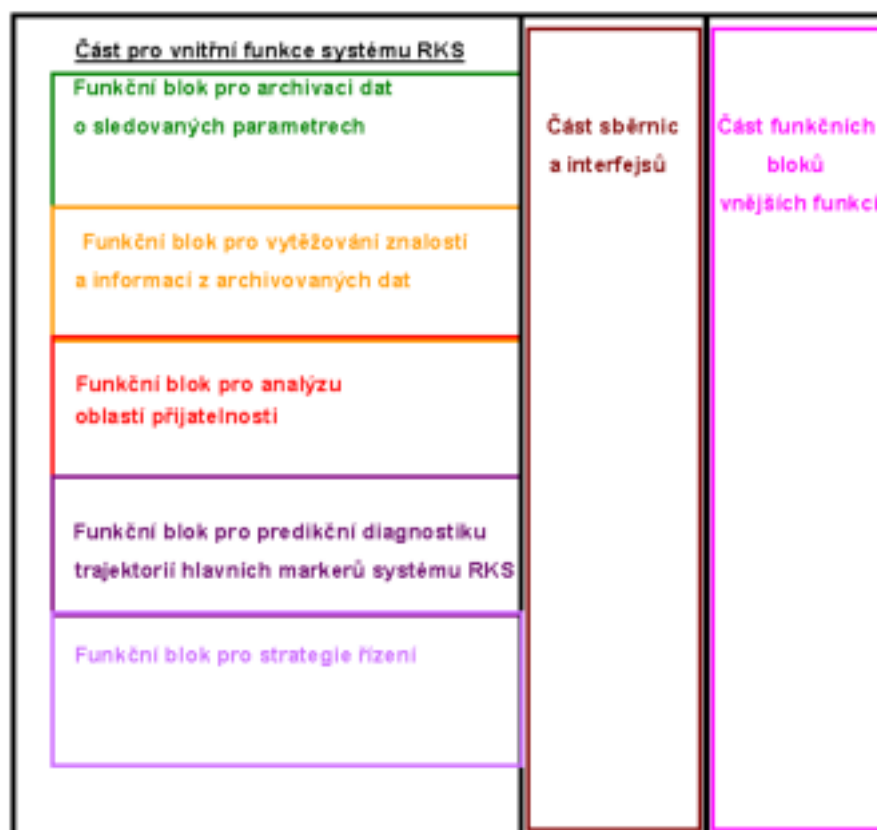 Část pro vnitřní funkce systému RKS
Funkční blok pro archivaci dat
o sledovaných parametrech
Funkční blok pro vytěžování znalostí
a informací z archivovaných dat
Funkční blok pro analýzu
oblastí přijatelnosti
Funkční blok pro predikční diagnostiku
trajektorií hlavních markerů systému RKS
Funkční blok pro strategie řízení
Část sběrnic
a interfejsů
Část funkčních
bloků
vnějších funkcí